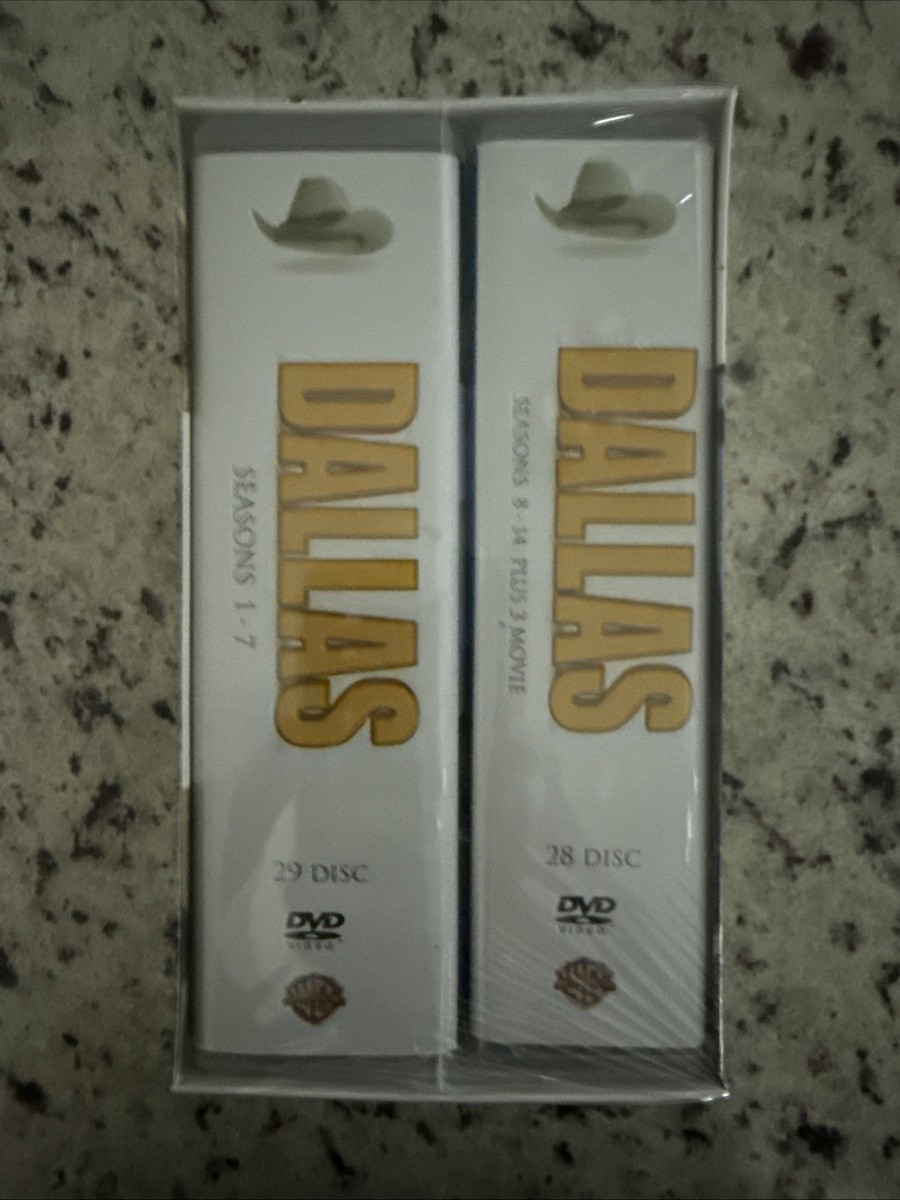 DALLAS
SEASONS 1-7
29 DISC
DVD
VIDEO
DALLAS
SEASONS 8-14 PLUS 3 MOVIE
28 DISC
DVD
VIDEO